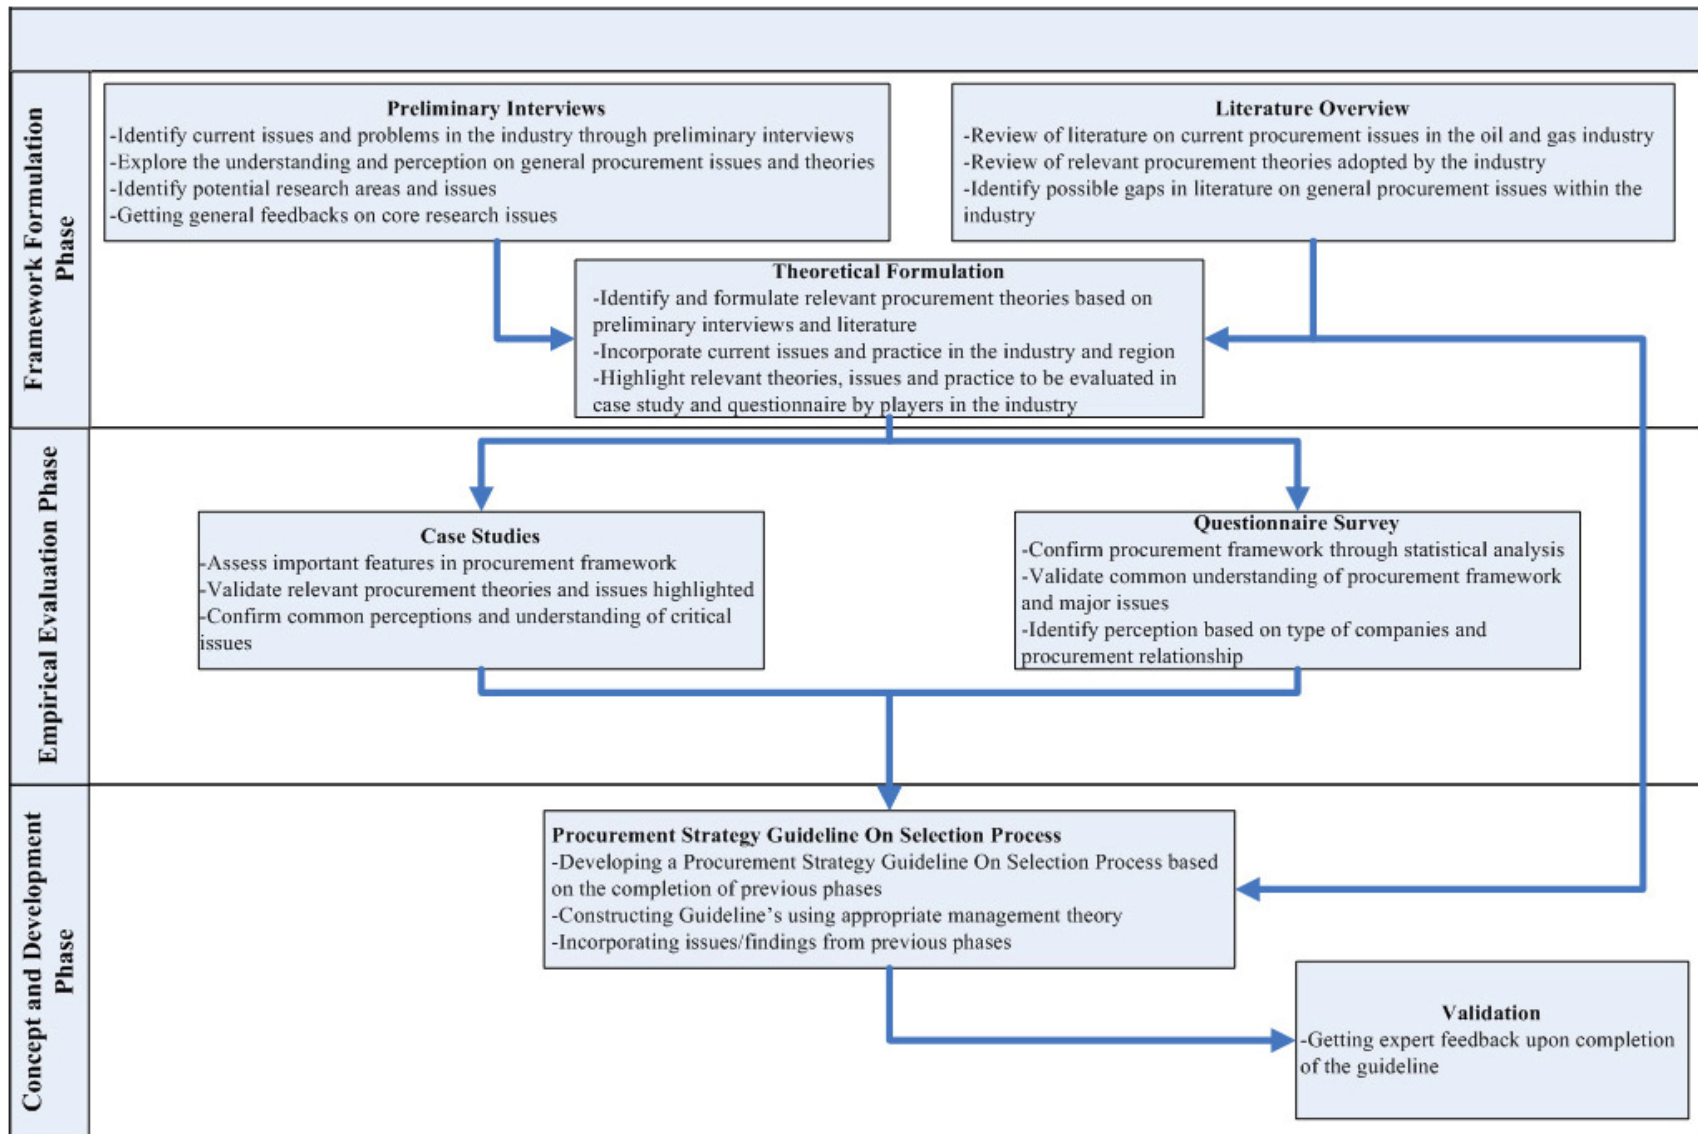 Framework Formulation
Phase
Preliminary Interviews
-Identify current issues and problems in the industry through preliminary interviews
-Explore the understanding and perception on general procurement issues and theories
-Identify potential research areas and issues
-Getting general feedbacks on core research issues
Literature Overview
-Review of literature on current procurement issues in the oil and gas industry
-Review of relevant procurement theories adopted by the industry
-Identify possible gaps in literature on general procurement issues within the
industry
Theoretical Formulation
-Identify and formulate relevant procurement theories based on
preliminary interviews and literature
-Incorporate current issues and practice in the industry and region
-Highlight relevant theories, issues and practice to be evaluated in
case study and questionnaire by players in the industry
Empirical Evaluation Phase
Case Studies
-Assess important features in procurement framework
-Validate relevant procurement theories and issues highlighted
-Confirm common perceptions and understanding of critical
issues
Questionnaire Survey
-Confirm procurement framework through statistical analysis
-Validate common understanding of procurement framework
and major issues
-Identify perception based on type of companies and
procurement relationship
Concept and Development
Phase
Procurement Strategy Guideline On Selection Process
-Developing a Procurement Strategy Guideline On Selection Process based
on the completion of previous phases
-Constructing Guideline's using appropriate management theory
-Incorporating issues/findings from previous phases
Validation
-Getting expert feedback upon completion
of the guideline